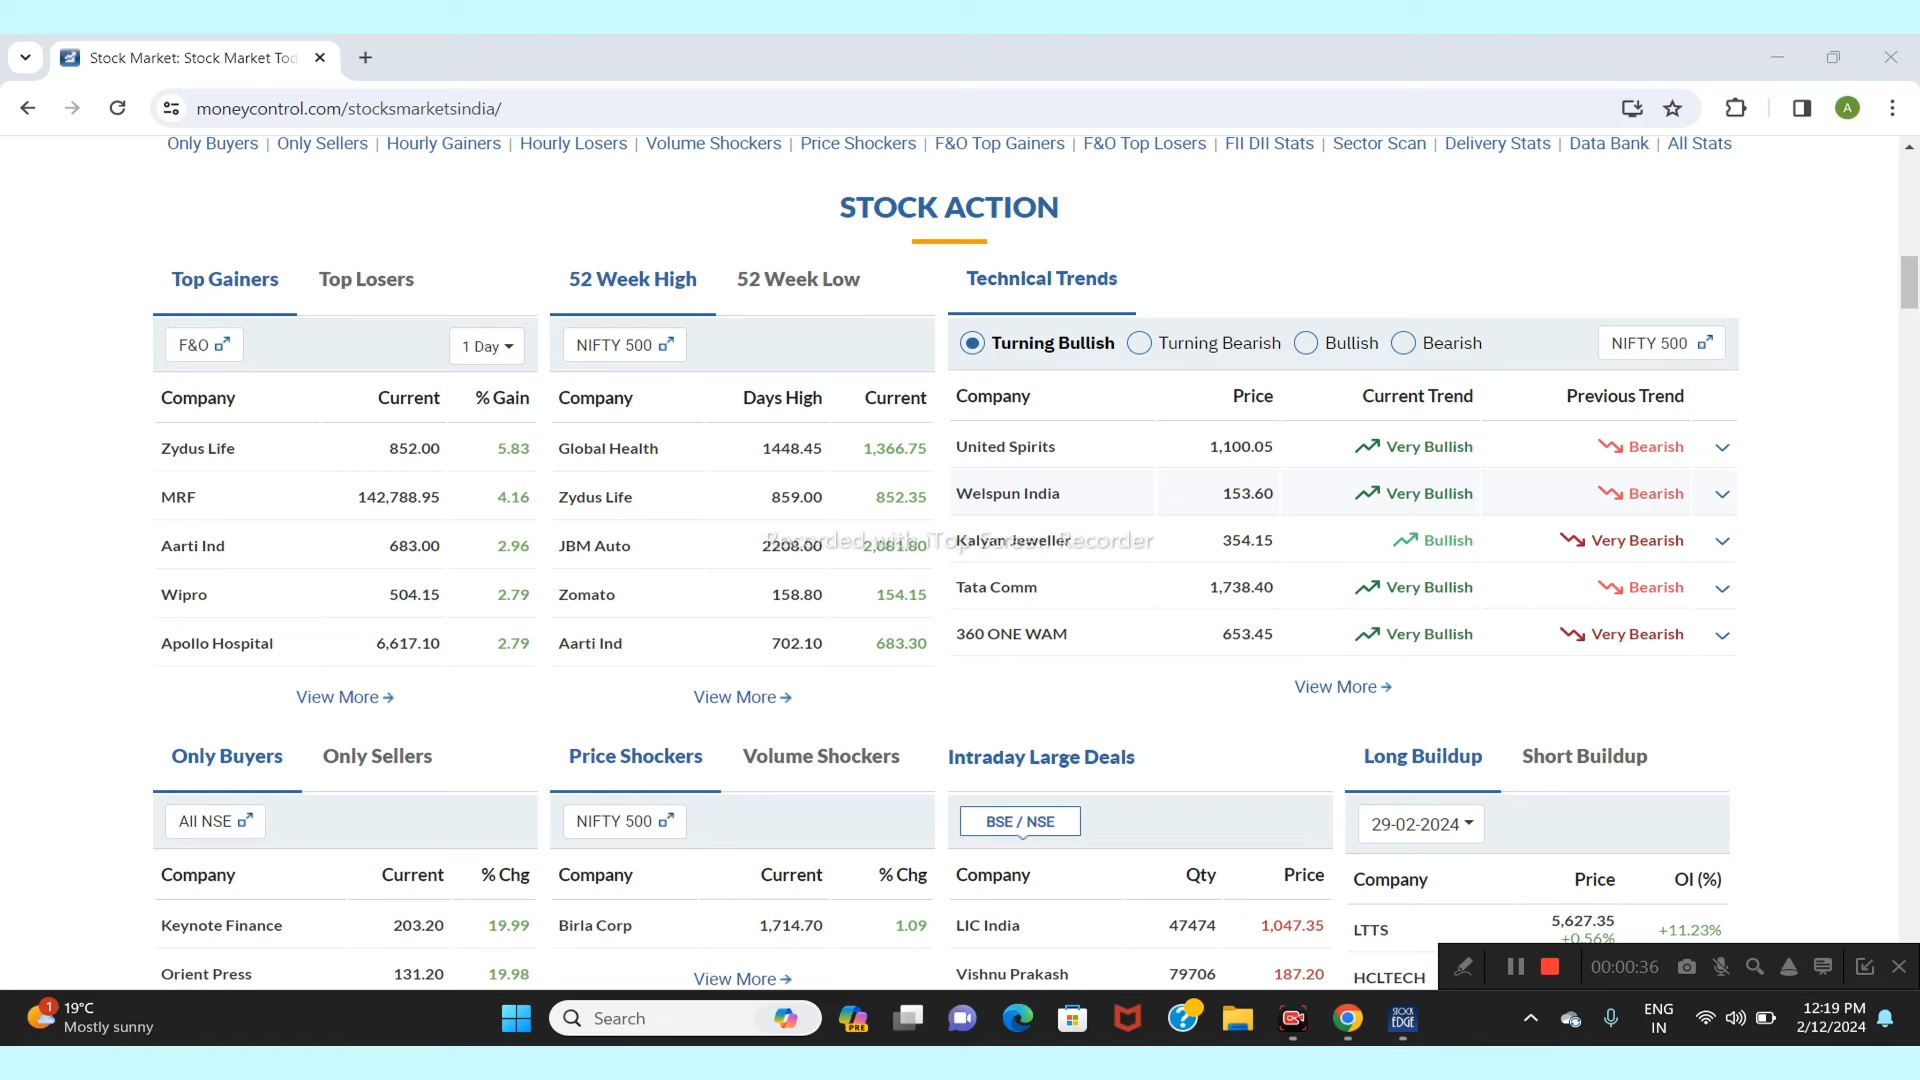 Stock Market: Stock Market Tod
moneycontrol.com/stocksmarketsindia/
A
Only Buyers | Only Sellers | Hourly Gainers | Hourly Losers | Volume Shockers | Price Shockers | F&O Top Gainers | F&O Top Losers | FII DII Stats | Sector Scan | Delivery Stats | Data Bank | All Stats
STOCK ACTION
Top Gainers Top Losers
F&O 1 Day
Company Current % Gain
Zydus Life 852.00 5.83
MRF 142,788.95 4.16
Aarti Ind 683.00 2.96
Wipro 504.15 2.79
Apollo Hospital 6,617.10 2.79
View More
52 Week High 52 Week Low
NIFTY 500
Company Days High Current
Global Health 1448.45 1,366.75
Zydus Life 859.00 852.35
JBM Auto 2208.00 2,081.80
Zomato 158.80 154.15
Aarti Ind 702.10 683.30
View More
Technical Trends
Turning Bullish Turning Bearish Bullish Bearish NIFTY 500
Company Price Current Trend Previous Trend
United Spirits 1,100.05 Very Bullish Bearish
Welspun India 153.60 Very Bullish Bearish
Kalyan Jeweller 354.15 Bullish Very Bearish
Tata Comm 1,738.40 Very Bullish Bearish
360 ONE WAM 653.45 Very Bullish Very Bearish
View More
Recorded with iTop Screen Recorder
Only Buyers Only Sellers
All NSE
Company Current % Chg
Keynote Finance 203.20 19.99
Orient Press 131.20 19.98
Price Shockers Volume Shockers
NIFTY 500
Company Current % Chg
Birla Corp 1,714.70 1.09
View More
Intraday Large Deals
BSE / NSE
Company Qty Price
LIC India 47474 1,047.35
Vishnu Prakash 79706 187.20
Long Buildup Short Buildup
29-02-2024
Company Price OI (%)
LTTS 5,627.35 +11.23%
+0.56%
HCLTECH
00:00:36
1
19°C
Mostly sunny
Search
PRE
STOCK
EDGE
ENG
IN
12:19 PM
2/12/2024